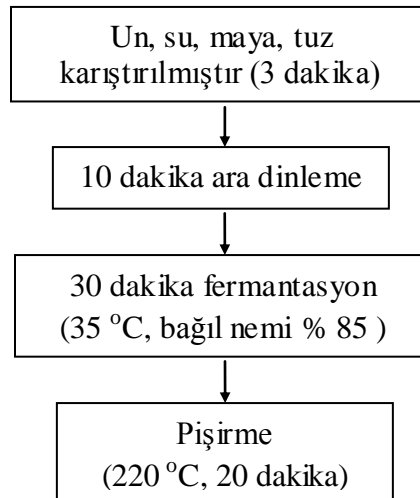 Un, su, maya, tuz
karıştırılmıştır (3 dakika)
10 dakika ara dinleme
30 dakika fermantasyon
(35 °C, bağıl nemi % 85 )
Pişirme
(220 °C, 20 dakika)